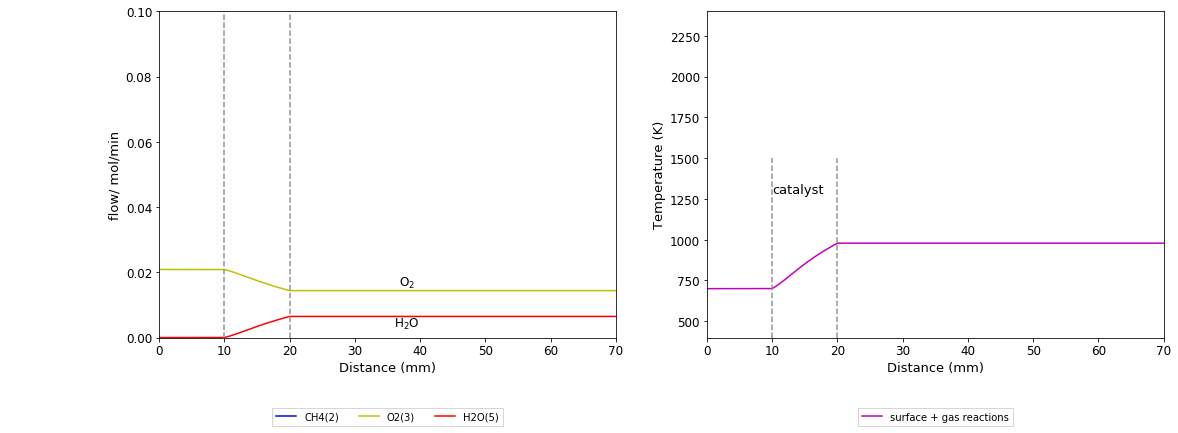 0.10
0.08
0.06
0.04
0.02
0.00
flow/ mol/min
O₂
H₂O
0 10 20 30 40 50 60 70
Distance (mm)
CH4(2) O2(3) H2O(5)
2250
2000
1750
1500
1250
1000
750
500
Temperature (K)
catalyst
0 10 20 30 40 50 60 70
Distance (mm)
surface + gas reactions